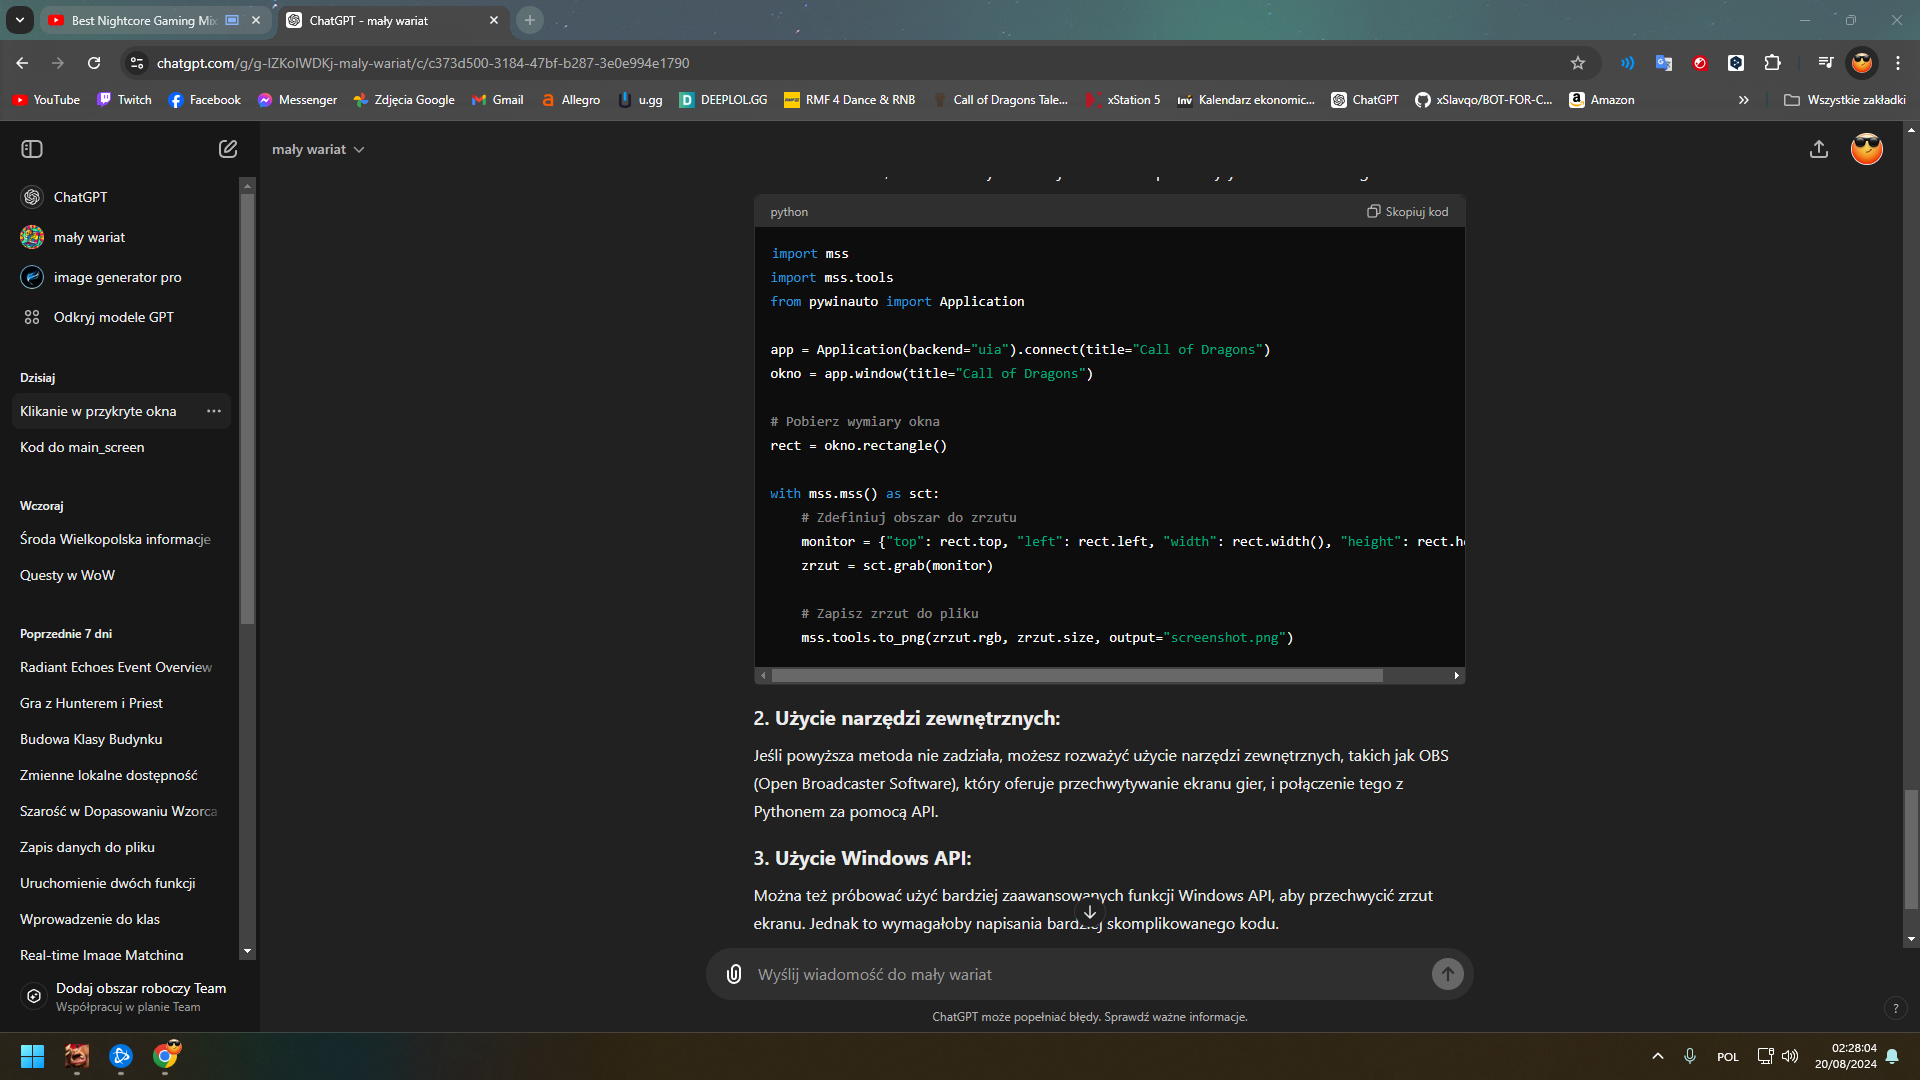 Best Nightcore Gaming Mix
ChatGPT - mały wariat
chatgpt.com/g/g-IZKoIWDKj-maly-wariat/c/c373d500-3184-47bf-b287-3e0e994e1790
YouTube
Twitch
Facebook
Messenger
Zdjęcia Google
Gmail
Allegro
u.gg
DEEPLOL.GG
RMF 4 Dance & RNB
Call of Dragons Tale...
xStation 5
Kalendarz ekonomic...
ChatGPT
xSlavqo/BOT-FOR-C...
Amazon
Wszystkie zakładki
mały wariat
ChatGPT
mały wariat
image generator pro
Odkryj modele GPT
Dzisiaj
Klikanie w przykryte okna
Kod do main_screen
Wczoraj
Środa Wielkopolska informacje
Questy w WoW
Poprzednie 7 dni
Radiant Echoes Event Overview
Gra z Hunterem i Priest
Budowa Klasy Budynku
Zmienne lokalne dostępność
Szarość w Dopasowaniu Wzorca
Zapis danych do pliku
Uruchomienie dwóch funkcji
Wprowadzenie do klas
Real-time Image Matching
Dodaj obszar roboczy Team
Współpracuj w planie Team
python
Skopiuj kod
import mss
import mss.tools
from pywinauto import Application
app = Application(backend="uia").connect(title="Call of Dragons")
okno = app.window(title="Call of Dragons")
# Pobierz wymiary okna
rect = okno.rectangle()
with mss.mss() as sct:
# Zdefiniuj obszar do zrzutu
monitor = {"top": rect.top, "left": rect.left, "width": rect.width(), "height": rect.he
zrzut = sct.grab(monitor)
# Zapisz zrzut do pliku
mss.tools.to_png(zrzut.rgb, zrzut.size, output="screenshot.png")
2. Użycie narzędzi zewnętrznych:
Jeśli powyższa metoda nie zadziała, możesz rozważyć użycie narzędzi zewnętrznych, takich jak OBS
(Open Broadcaster Software), który oferuje przechwytywanie ekranu gier, i połączenie tego z
Pythonem za pomocą API.
3. Użycie Windows API:
Można też próbować użyć bardziej zaawansowanych funkcji Windows API, aby przechwycić zrzut
ekranu. Jednak to wymagałoby napisania bardziej skomplikowanego kodu.
Wyślij wiadomość do mały wariat
ChatGPT może popełniać błędy. Sprawdź ważne informacje.
?
POL
02:28:04
20/08/2024